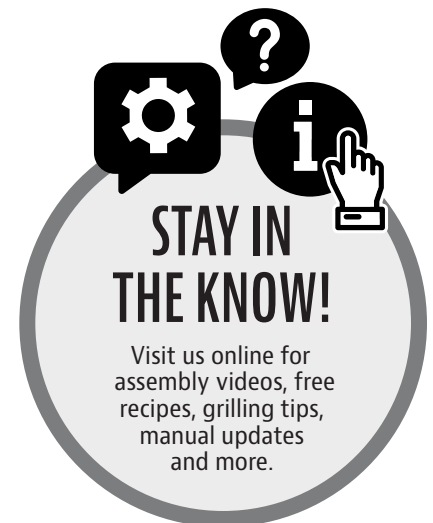 ?
i
STAY IN
THE KNOW!
Visit us online for
assembly videos, free
recipes, grilling tips,
manual updates
and more.